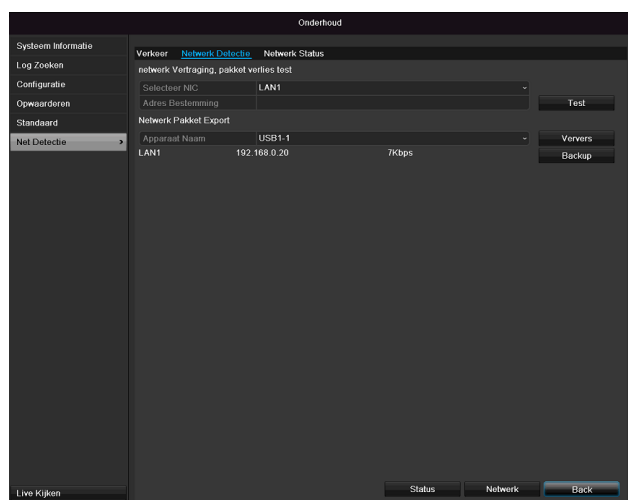 Onderhoud
Systeem Informatie
Log Zoeken
Configuratie
Opwaarderen
Standaard
Net Detectie >
Live Kijken
Verkeer Netwerk Detectie Netwerk Status
netwerk Vertraging, pakket verlies test
Selecteer NIC LAN1
Adres Bestemming Test
Netwerk Pakket Export
Apparaat Naam USB1-1 Ververs
LAN1 192.168.0.20 7Kbps Backup
Status Netwerk Back